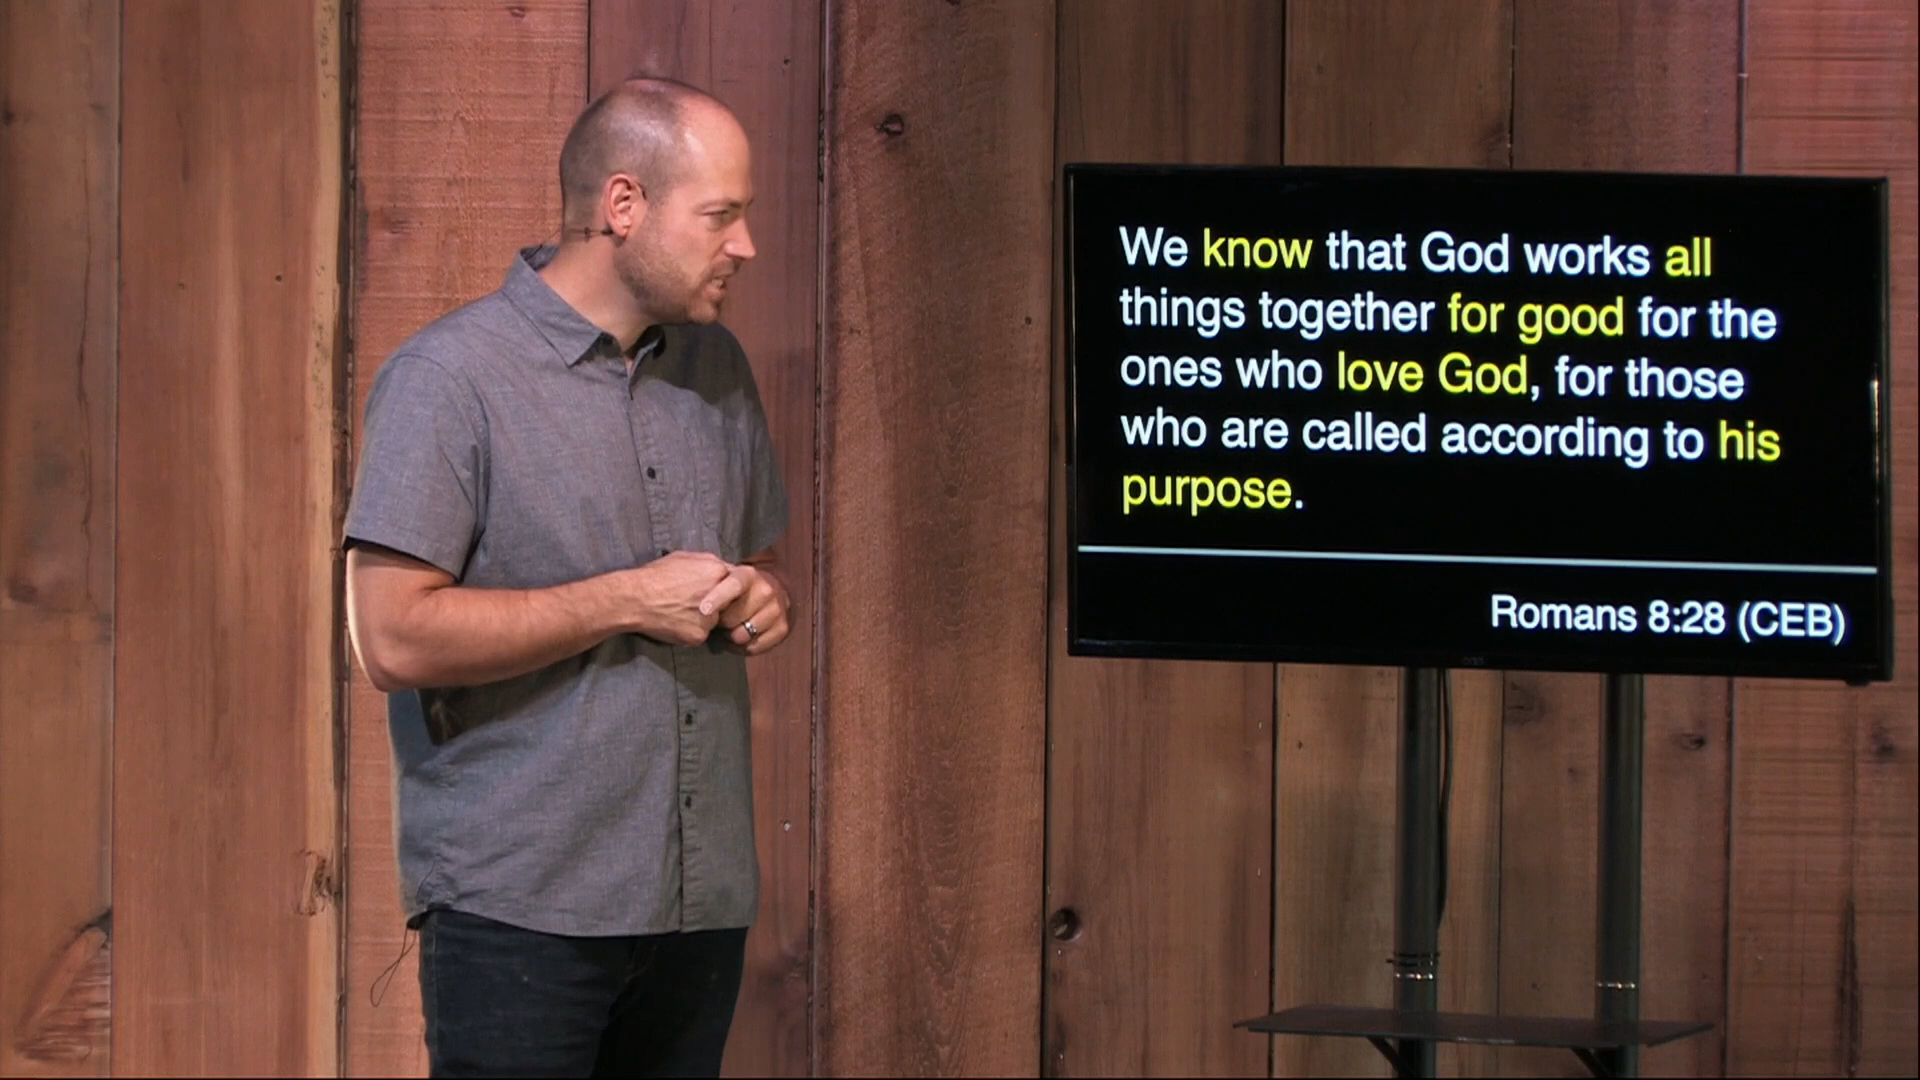 We know that God works all
things together for good for the
ones who love God, for those
who are called according to his
purpose.
Romans 8:28 (CEB)